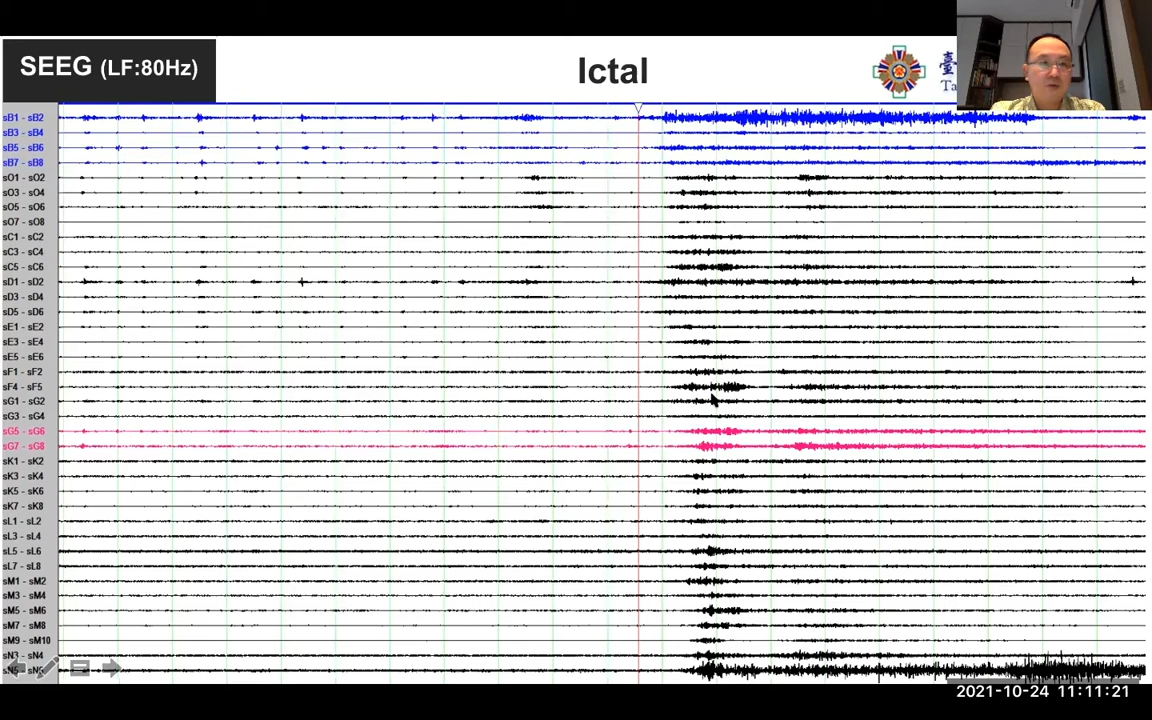 SEEG (LF:80Hz)
Ictal
臺
Ta
sB1 - sB2
sB3 - sB4
sB5 - sB6
sB7 - sB8
sO1 - sO2
sO3 - sO4
sO5 - sO6
sO7 - sO8
sC1 - sC2
sC3 - sC4
sC5 - sC6
sD1 - sD2
sD3 - sD4
sD5 - sD6
sE1 - sE2
sE3 - sE4
sE5 - sE6
sF1 - sF2
sF4 - sF5
sG1 - sG2
sG3 - sG4
sG5 - sG6
sG7 - sG8
sK1 - sK2
sK3 - sK4
sK5 - sK6
sK7 - sK8
sL1 - sL2
sL3 - sL4
sL5 - sL6
sL7 - sL8
sM1 - sM2
sM3 - sM4
sM5 - sM6
sM7 - sM8
sM9 - sM10
sN3 - sN4
sN5 - sN6
2021-10-24 11:11:21